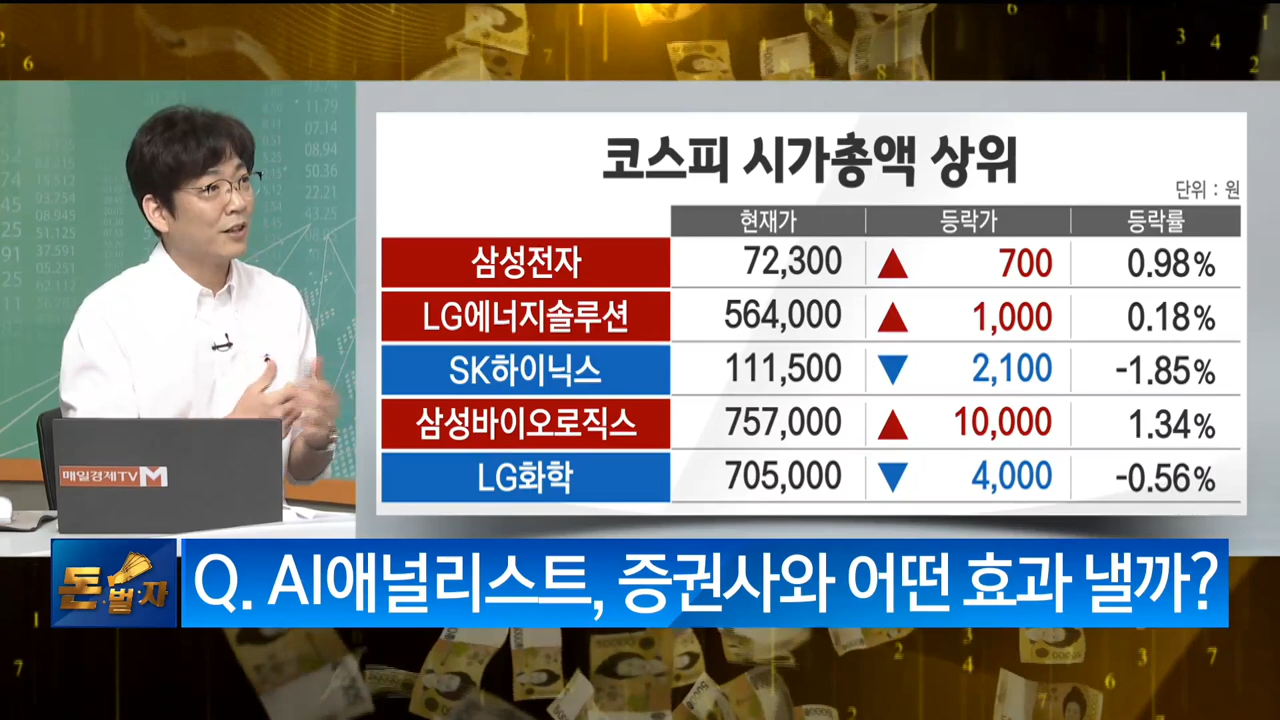 코스피 시가총액 상위
단위 : 원
현재가 등락가 등락률
삼성전자 72,300 ▲ 700 0.98%
LG에너지솔루션 564,000 ▲ 1,000 0.18%
SK하이닉스 111,500 ▼ 2,100 -1.85%
삼성바이오로직스 757,000 ▲ 10,000 1.34%
LG화학 705,000 ▼ 4,000 -0.56%
매일경제TV M
돈·벌·자
Q. AI애널리스트, 증권사와 어떤 효과 낼까?